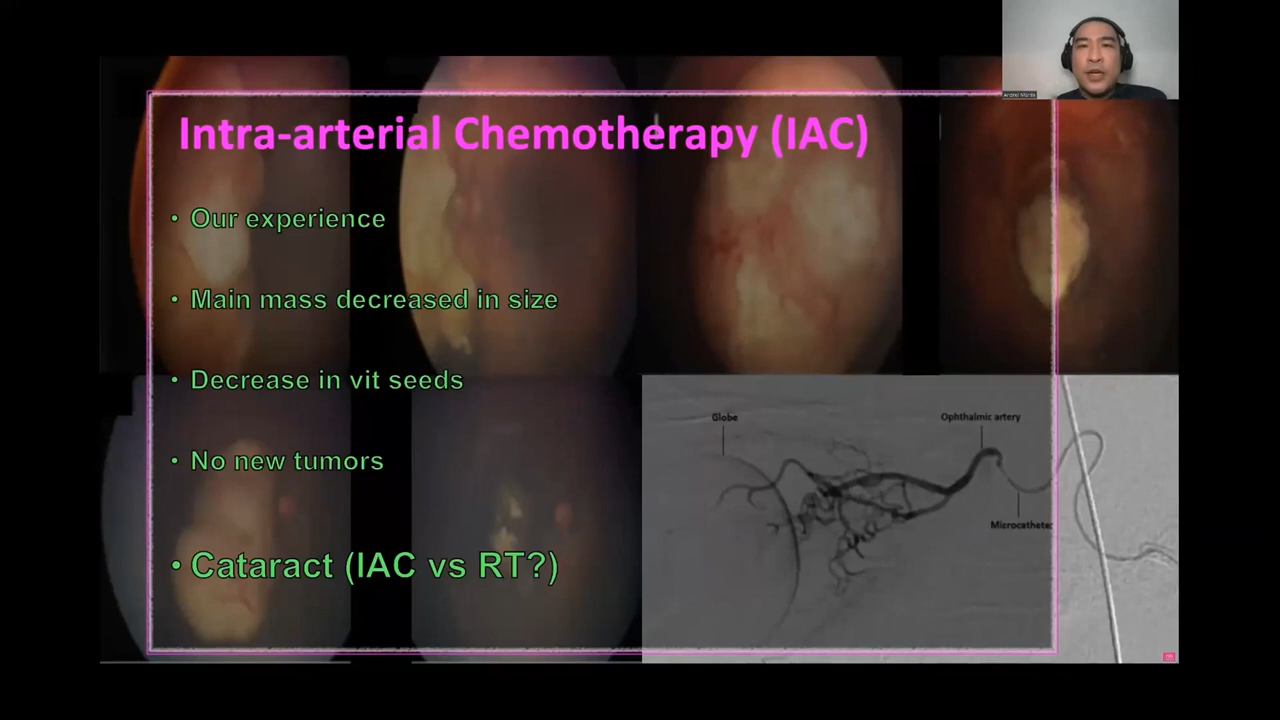 Intra-arterial Chemotherapy (IAC)
• Our experience
• Main mass decreased in size
• Decrease in vit seeds
• No new tumors
• Cataract (IAC vs RT?)
Globe
Ophthalmic artery
Microcatheter